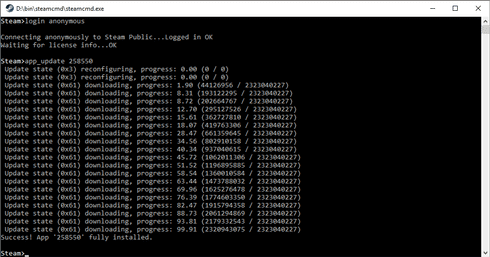 D:\bin\steamcmd\steamcmd.exe
Steam>login anonymous
Connecting anonymously to Steam Public...Logged in OK
Waiting for license info...OK
Steam>app_update 258550
Update state (0x3) reconfiguring, progress: 0.00 (0 / 0)
Update state (0x3) reconfiguring, progress: 0.00 (0 / 0)
Update state (0x61) downloading, progress: 1.90 (44126956 / 2323040227)
Update state (0x61) downloading, progress: 8.31 (193122295 / 2323040227)
Update state (0x61) downloading, progress: 8.72 (202664767 / 2323040227)
Update state (0x61) downloading, progress: 12.70 (295127526 / 2323040227)
Update state (0x61) downloading, progress: 15.61 (362727810 / 2323040227)
Update state (0x61) downloading, progress: 18.07 (419763306 / 2323040227)
Update state (0x61) downloading, progress: 28.47 (661359645 / 2323040227)
Update state (0x61) downloading, progress: 34.56 (802910158 / 2323040227)
Update state (0x61) downloading, progress: 40.34 (937040615 / 2323040227)
Update state (0x61) downloading, progress: 45.72 (1062011306 / 2323040227)
Update state (0x61) downloading, progress: 51.52 (1196895885 / 2323040227)
Update state (0x61) downloading, progress: 58.54 (1360010584 / 2323040227)
Update state (0x61) downloading, progress: 63.44 (1473788032 / 2323040227)
Update state (0x61) downloading, progress: 69.96 (1625276478 / 2323040227)
Update state (0x61) downloading, progress: 76.39 (1774603350 / 2323040227)
Update state (0x61) downloading, progress: 82.47 (1915794358 / 2323040227)
Update state (0x61) downloading, progress: 88.73 (2061294869 / 2323040227)
Update state (0x61) downloading, progress: 93.81 (2179332543 / 2323040227)
Update state (0x61) downloading, progress: 99.91 (2320943075 / 2323040227)
Success! App '258550' fully installed.
Steam>